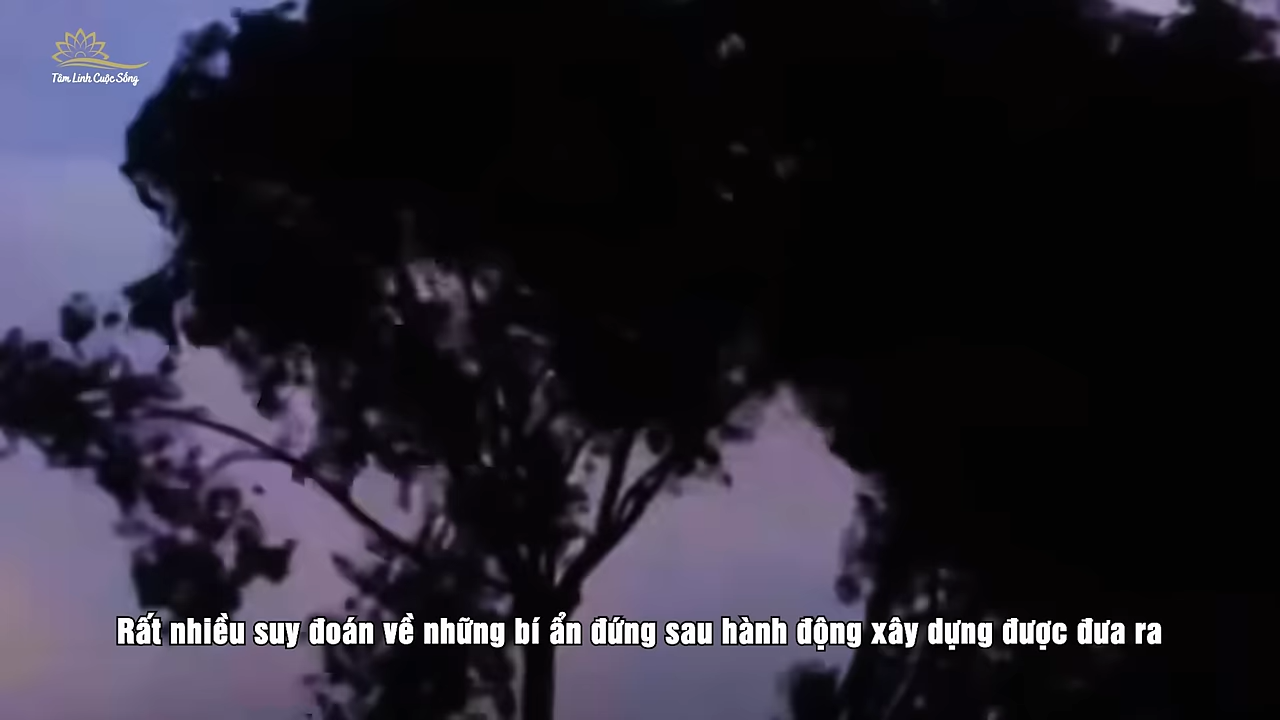 Tâm Linh Cuộc Sống
Rất nhiều suy đoán về những bí ẩn đứng sau hành động xây dựng được đưa ra